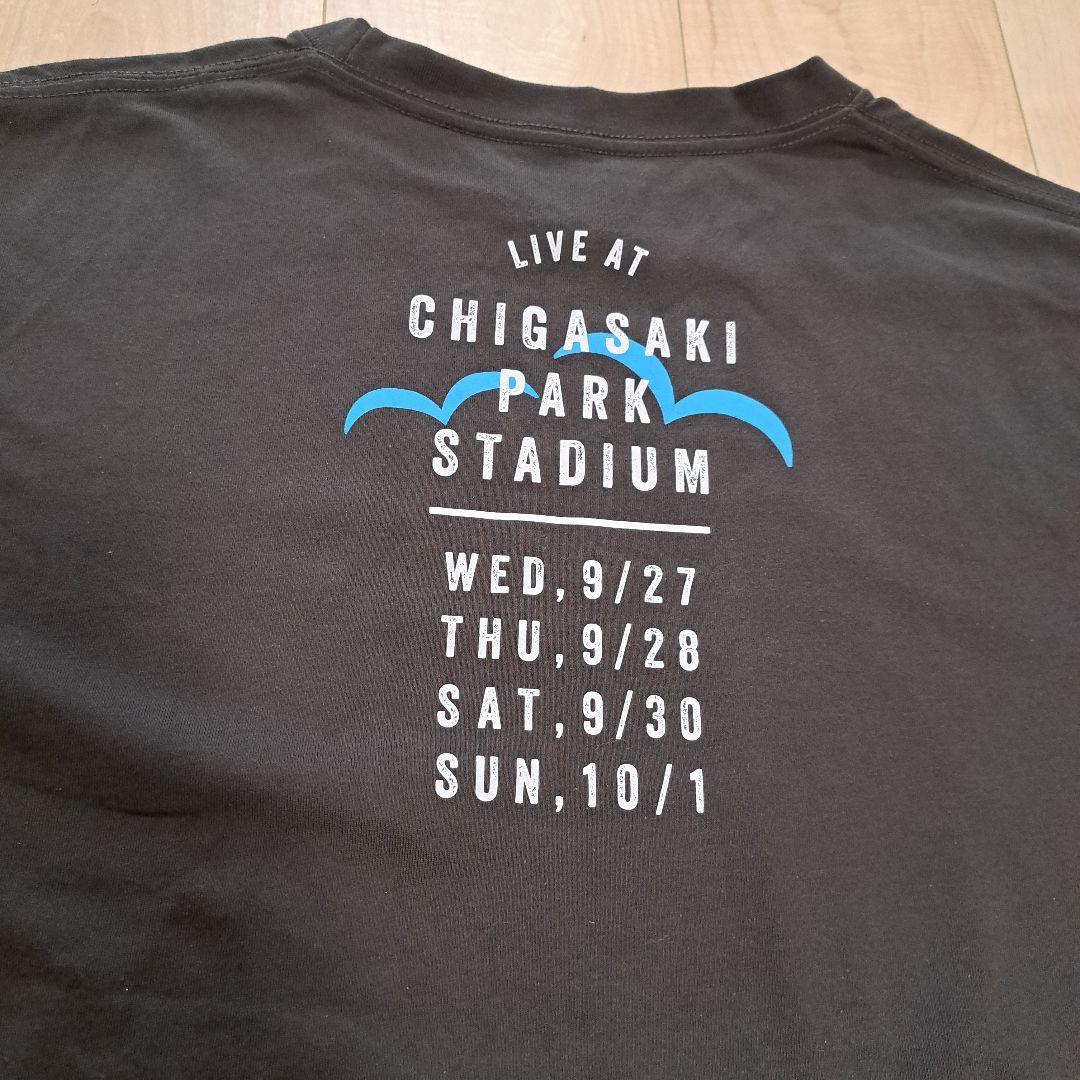 LIVE AT
CHIGASAKI
PARK
STADIUM
WED, 9/27
THU, 9/28
SAT, 9/30
SUN, 10/1